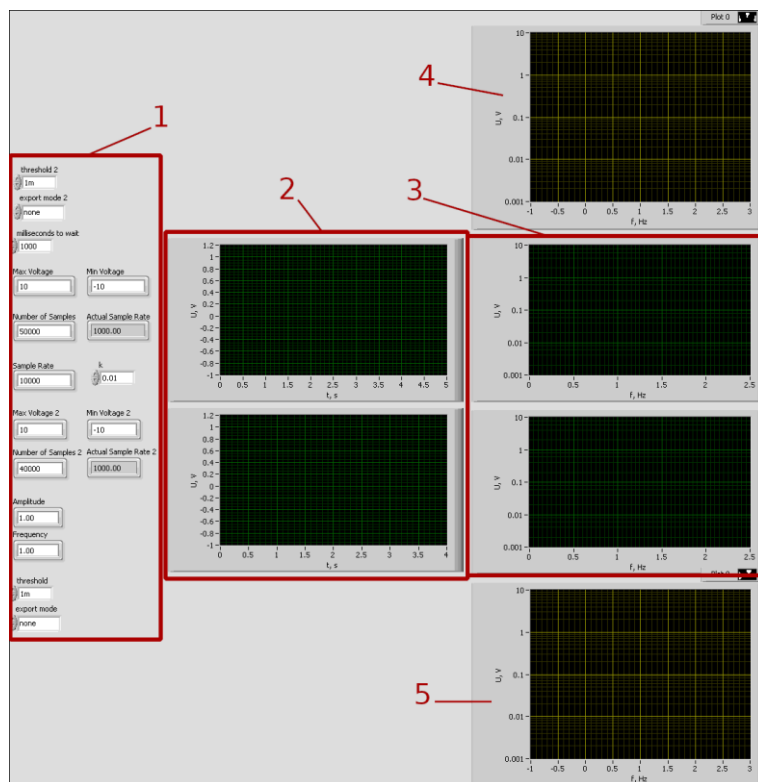 1
threshold 2
1m
export mode 2
none
milliseconds to wait
1000
Max Voltage Min Voltage
10 -10
Number of Samples Actual Sample Rate
50000 1000.00
Sample Rate k
10000 0.01
Max Voltage 2 Min Voltage 2
10 -10
Number of Samples 2 Actual Sample Rate 2
40000 1000.00
Amplitude
1.00
Frequency
1.00
threshold
1m
export mode
none
2
1.2
1
0.8
0.6
0.4
0.2
0
-0.2
-0.4
-0.6
-0.8
-1
U, V
0 0.5 1 1.5 2 2.5 3 3.5 4 4.5 5
t, s
1.2
1
0.8
0.6
0.4
0.2
0
-0.2
-0.4
-0.6
-0.8
-1
U, V
0 0.5 1 1.5 2 2.5 3 3.5 4
t, s
Plot 0
4
10
1
0.1
0.01
0.001
U, V
-1 -0.5 0 0.5 1 1.5 2 2.5 3
f, Hz
3
10
1
0.1
0.01
0.001
U, V
0 0.5 1 1.5 2 2.5
f, Hz
10
1
0.1
0.01
0.001
U, V
0 0.5 1 1.5 2 2.5
f, Hz
Plot 0
5
10
1
0.1
0.01
0.001
U, V
-1 -0.5 0 0.5 1 1.5 2 2.5 3
f, Hz